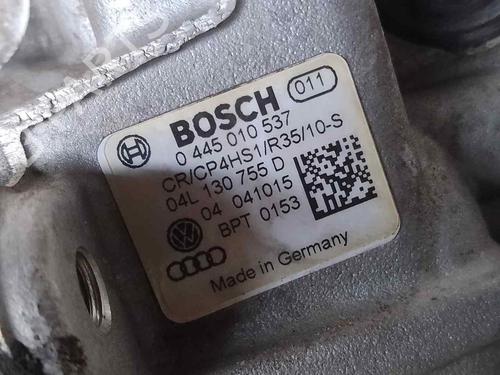 BOSCH 011
0 445 010 537
CR/CP4HS1/R35/10-S
04L 130 755 D
04 041015
BPT 0153
Made in Germany